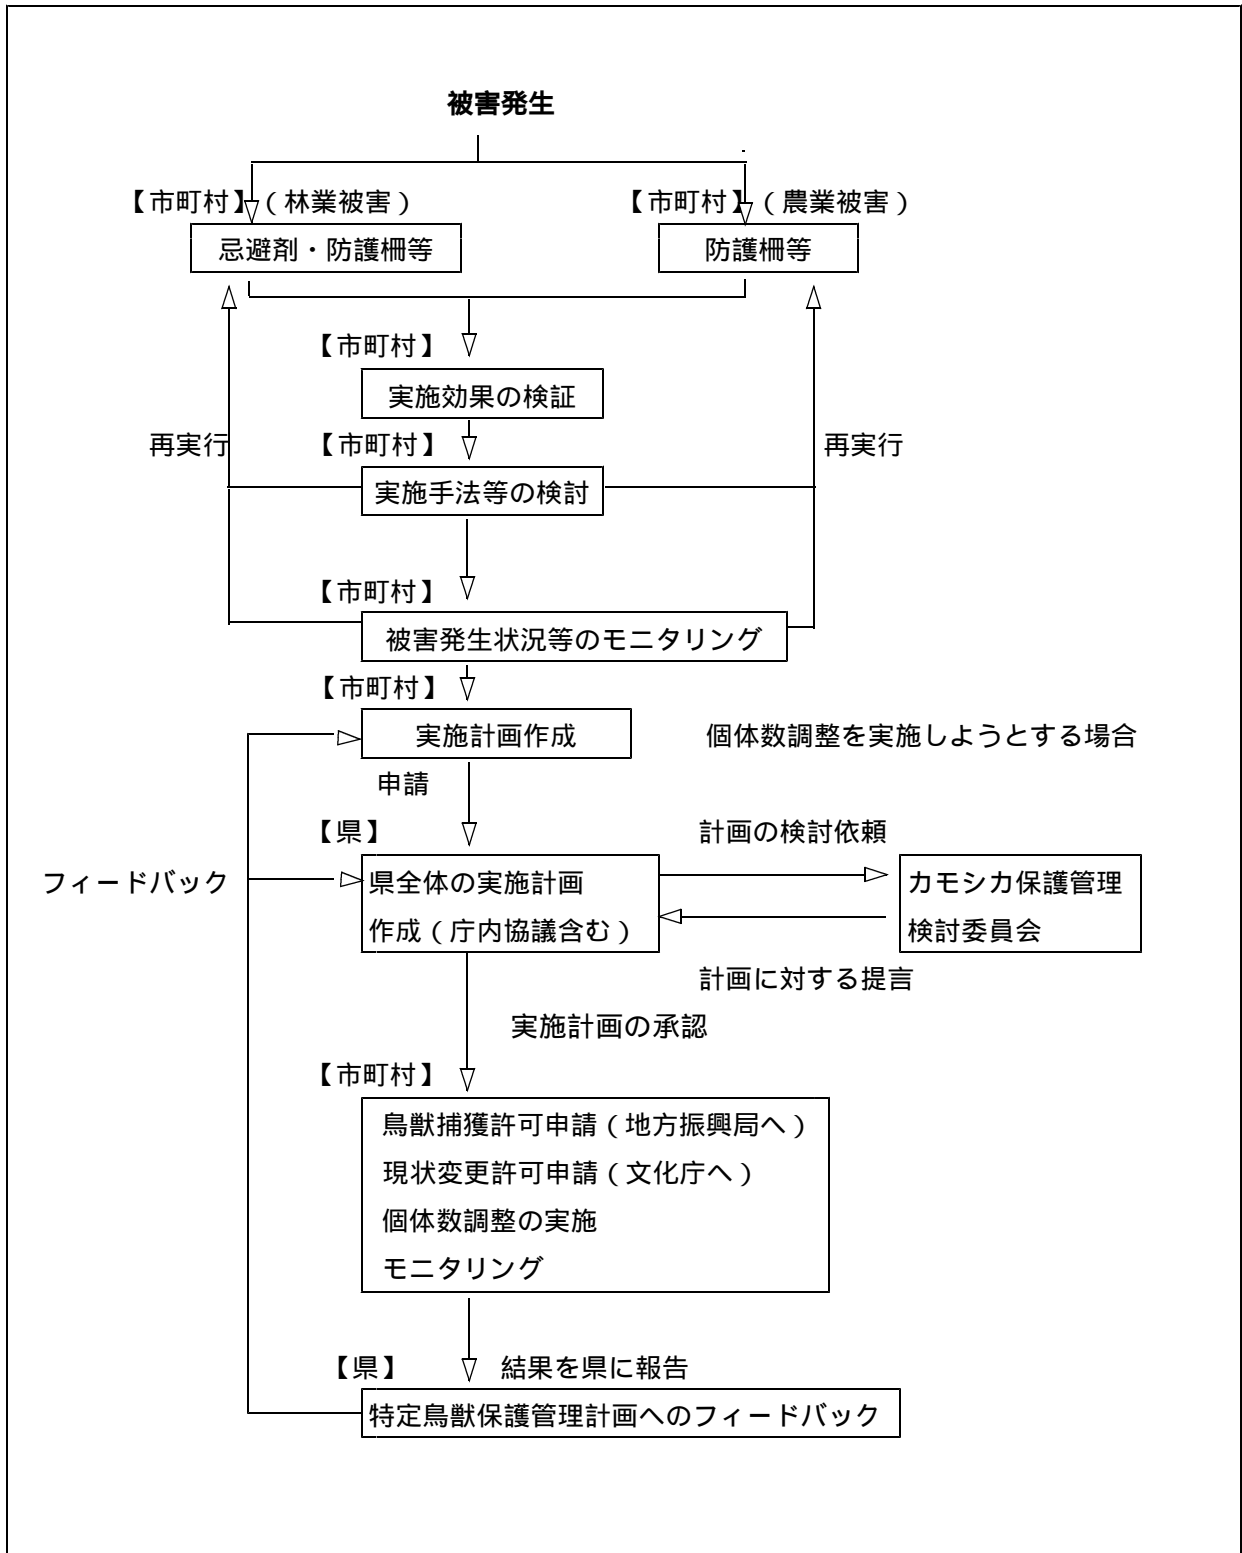 被害発生
【市町村】（林業被害）
【市町村】（農業被害）
忌避剤・防護柵等
防護柵等
【市町村】
実施効果の検証
再実行
【市町村】
再実行
実施手法等の検討
【市町村】
被害発生状況等のモニタリング
【市町村】
実施計画作成
個体数調整を実施しようとする場合
申請
【県】
計画の検討依頼
フィードバック
県全体の実施計画
作成（庁内協議含む）
カモシカ保護管理
検討委員会
計画に対する提言
実施計画の承認
【市町村】
鳥獣捕獲許可申請（地方振興局へ）
現状変更許可申請（文化庁へ）
個体数調整の実施
モニタリング
【県】
結果を県に報告
特定鳥獣保護管理計画へのフィードバック